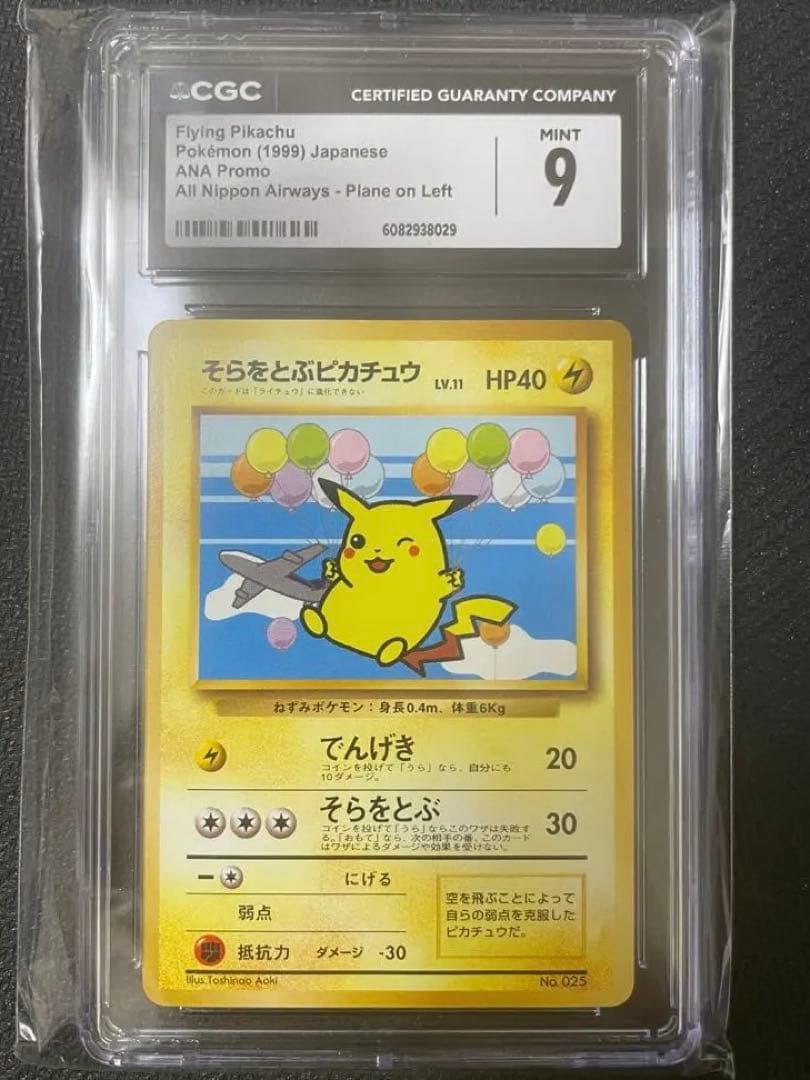 CGC
CERTIFIED GUARANTY COMPANY
Flying Pikachu
Pokémon (1999) Japanese
ANA Promo
All Nippon Airways - Plane on Left
MINT
9
6082938029
そらをとぶピカチュウ LV.11 HP40
このカードは「ライチュウ」に進化できない
ねずみポケモン:身長0.4m、体重6Kg
でんげき 20
コインを投げて「うら」なら、自分にも
10ダメージ。
そらをとぶ 30
コインを投げて「うら」ならこのワザは失敗す
る。「おもて」なら、次の相手の番、このカード
はワザによるダメージや効果を受けない。
にげる
弱点
抵抗力 ダメージ -30
空を飛ぶことによって
自らの弱点を克服した
ピカチュウだ。
Illus.Toshinao Aoki
No. 025